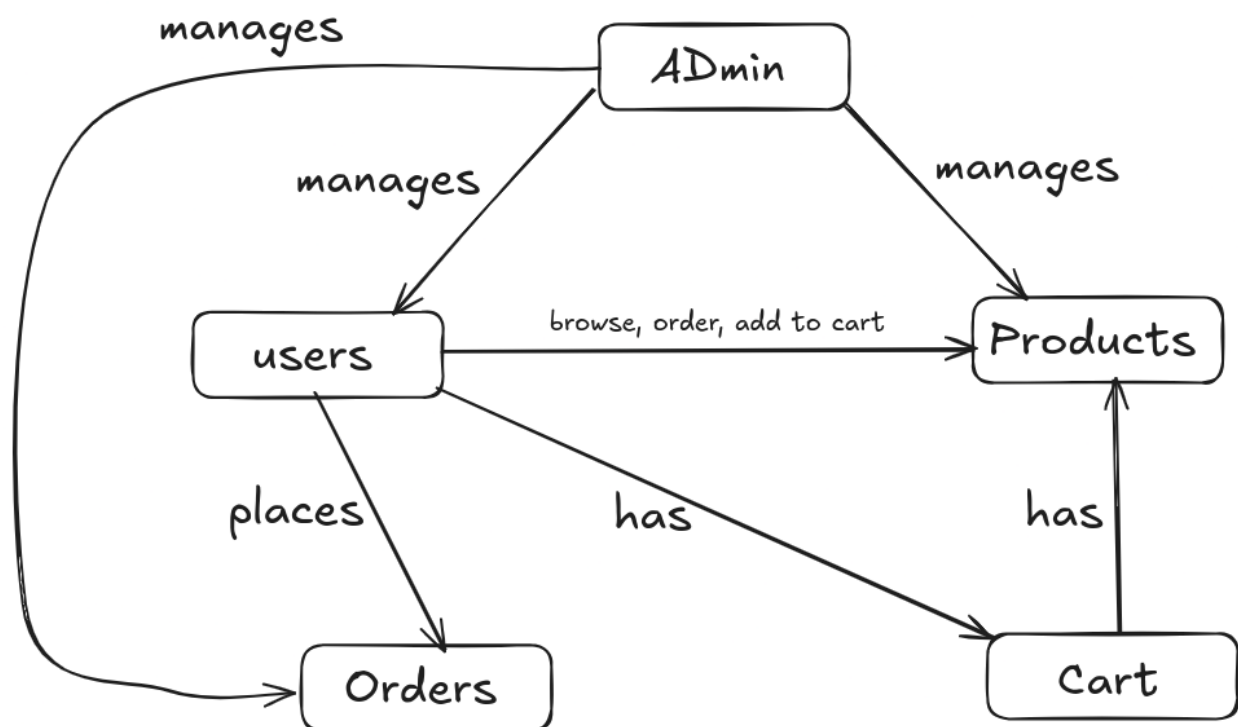 manages
ADmin
manages
manages
browse, order, add to cart
users
Products
places
has
has
Orders
Cart